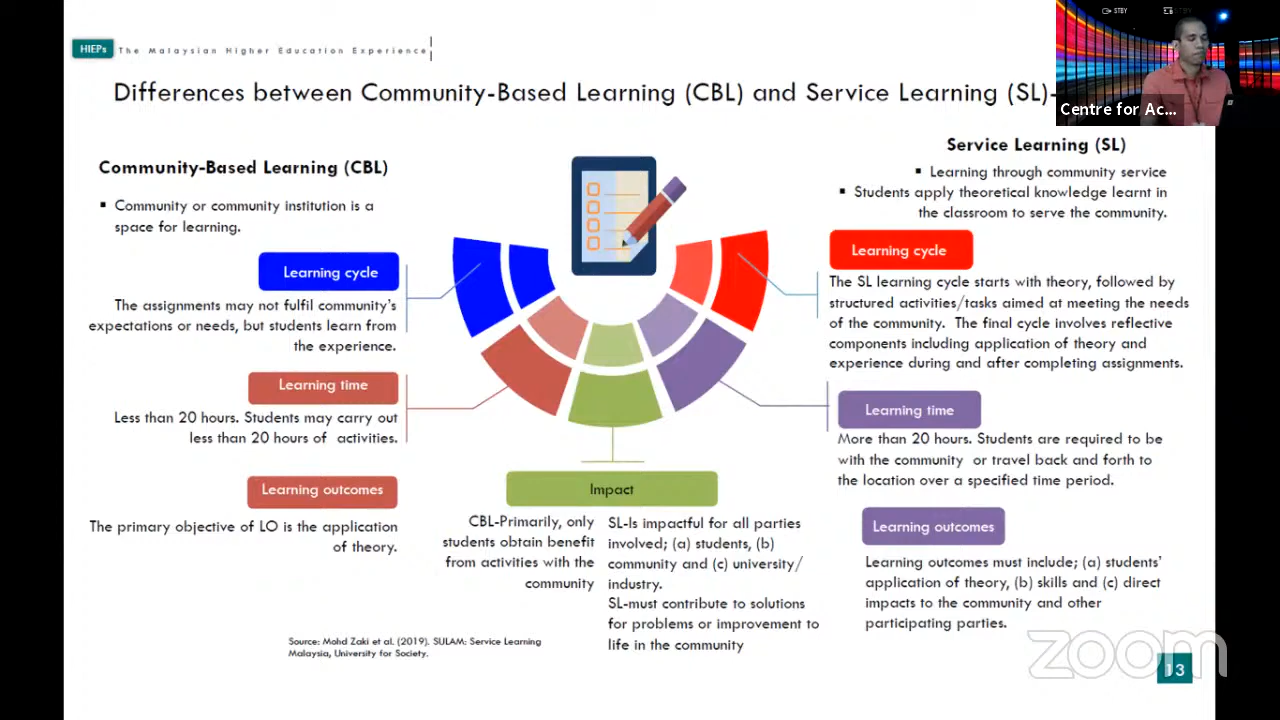 STBY
HIEPs
The Malaysian Higher Education Experience
Differences between Community-Based Learning (CBL) and Service Learning (SL)-
Centre for Ac...
Community-Based Learning (CBL)
▪ Community or community institution is a
space for learning.
Learning cycle
The assignments may not fulfil community's
expectations or needs, but students learn from
the experience.
Learning time
Less than 20 hours. Students may carry out
less than 20 hours of activities.
Learning outcomes
The primary objective of LO is the application
of theory.
Impact
CBL-Primarily, only
students obtain benefit
from activities with the
community
SL-Is impactful for all parties
involved; (a) students, (b)
community and (c) university/
industry.
SL-must contribute to solutions
for problems or improvement to
life in the community
Service Learning (SL)
▪ Learning through community service
▪ Students apply theoretical knowledge learnt in
the classroom to serve the community.
Learning cycle
The SL learning cycle starts with theory, followed by
structured activities/tasks aimed at meeting the needs
of the community. The final cycle involves reflective
components including application of theory and
experience during and after completing assignments.
Learning time
More than 20 hours. Students are required to be
with the community or travel back and forth to
the location over a specified time period.
Learning outcomes
Learning outcomes must include; (a) students'
application of theory, (b) skills and (c) direct
impacts to the community and other
participating parties.
Source: Mohd Zaki et al. (2019). SULAM: Service Learning
Malaysia, University for Society.
zoom
13